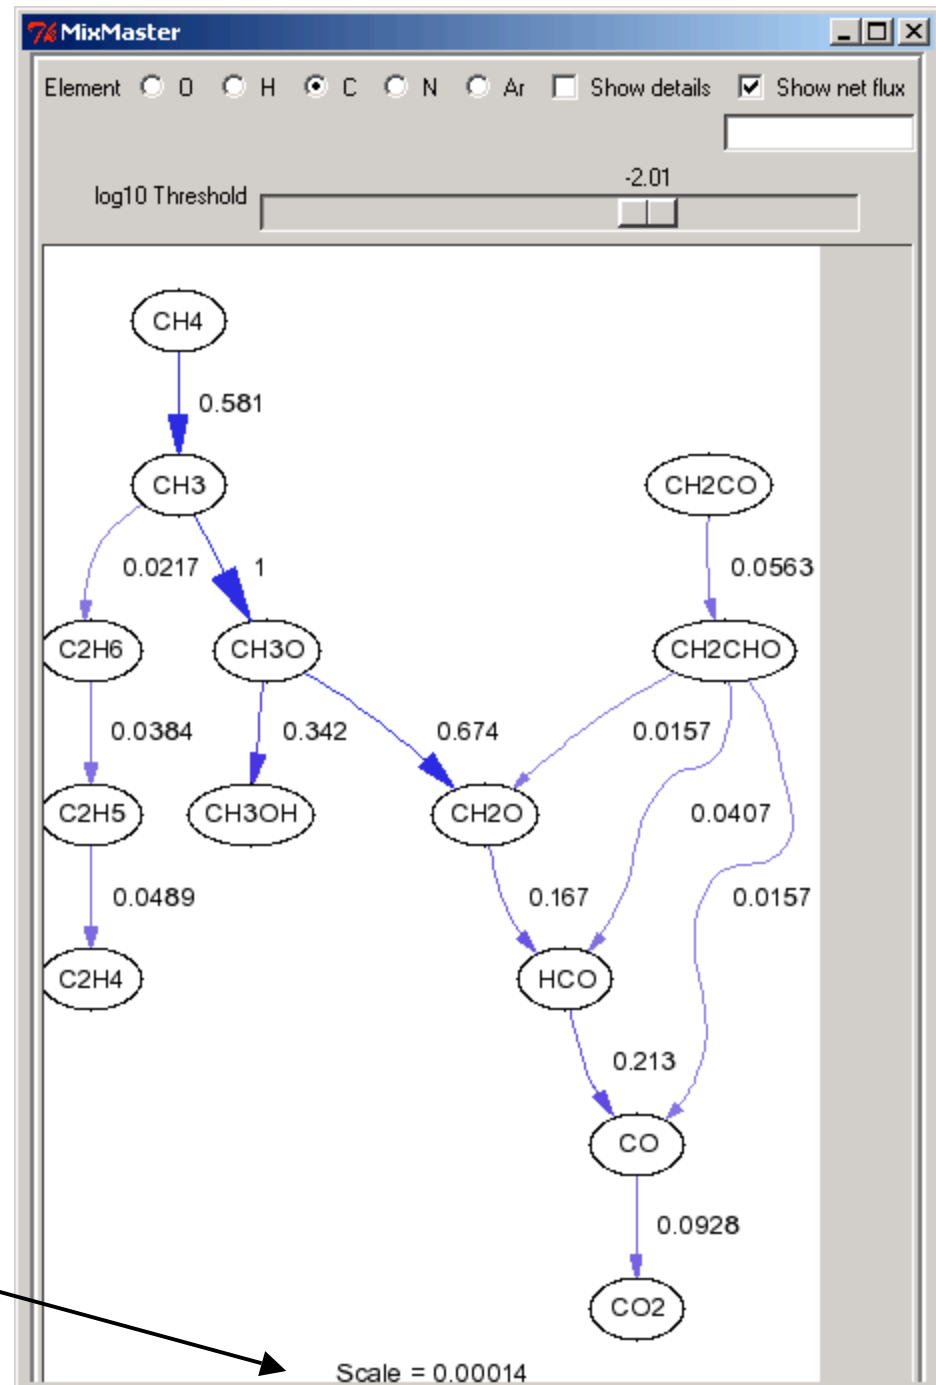 MixMaster
Element O H C N Ar Show details Show net flux
-2.01
log10 Threshold
CH4
0.581
CH3
CH2CO
0.0217
1
0.0563
C2H6
CH3O
CH2CHO
0.0384
0.342
0.674
0.0157
C2H5
CH3OH
CH2O
0.0407
0.0489
0.167
0.0157
C2H4
HCO
0.213
CO
0.0928
CO2
Scale = 0.00014